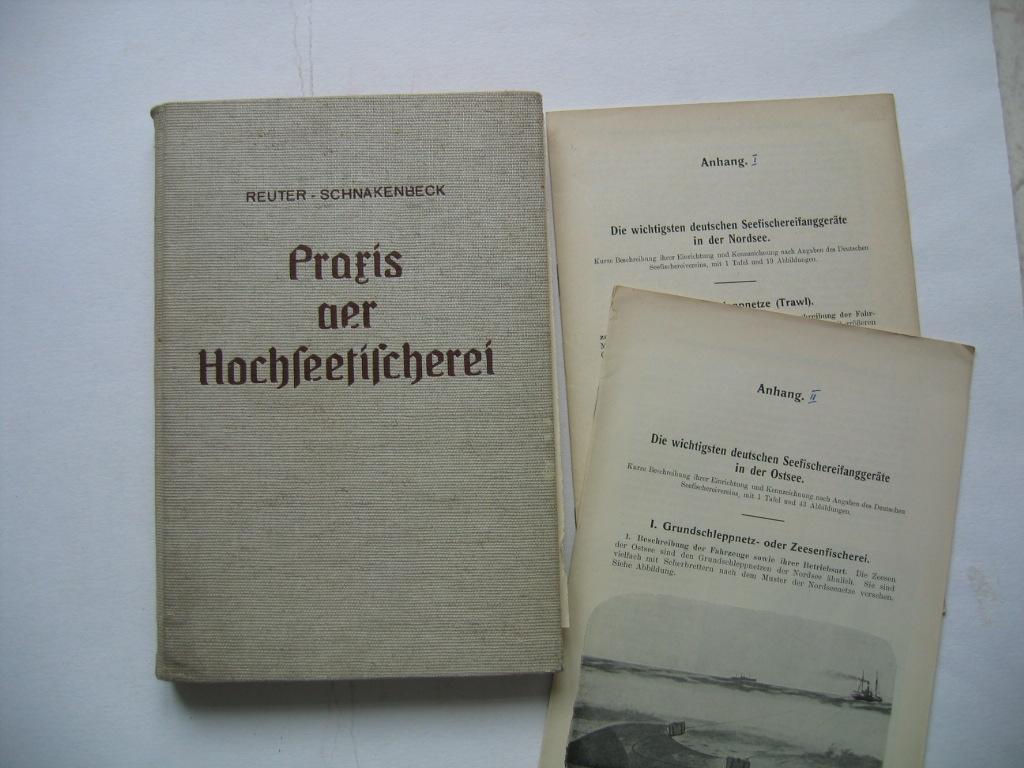 REUTER - SCHNAKENBECK
Praxis
der
Hochseefischerei
Anhang. I
Die wichtigsten deutschen Seefischereifanggeräte
in der Nordsee.
Kurze Beschreibung ihrer Einrichtung und Kennzeichnung nach Angaben des Deutschen
Seefischereivereins, mit 1 Tafel und 19 Abbildungen.
(Trawl).
der Fahr-
größeren
Anhang. II
Die wichtigsten deutschen Seefischereifanggeräte
in der Ostsee.
Kurze Beschreibung ihrer Einrichtung und Kennzeichnung nach Angaben des Deutschen
Seefischereivereins, mit 1 Tafel und 43 Abbildungen.
I. Grundschleppnetz- oder Zeesenfischerei.
1. Beschreibung der Fahrzeuge sowie ihrer Betriebsart. Die Zeesen
der Ostsee sind den Grundschleppnetzen der Nordsee ähnlich. Sie sind
vielfach mit Scherbrettern nach dem Muster der Nordseenetze versehen.
Siehe Abbildung.